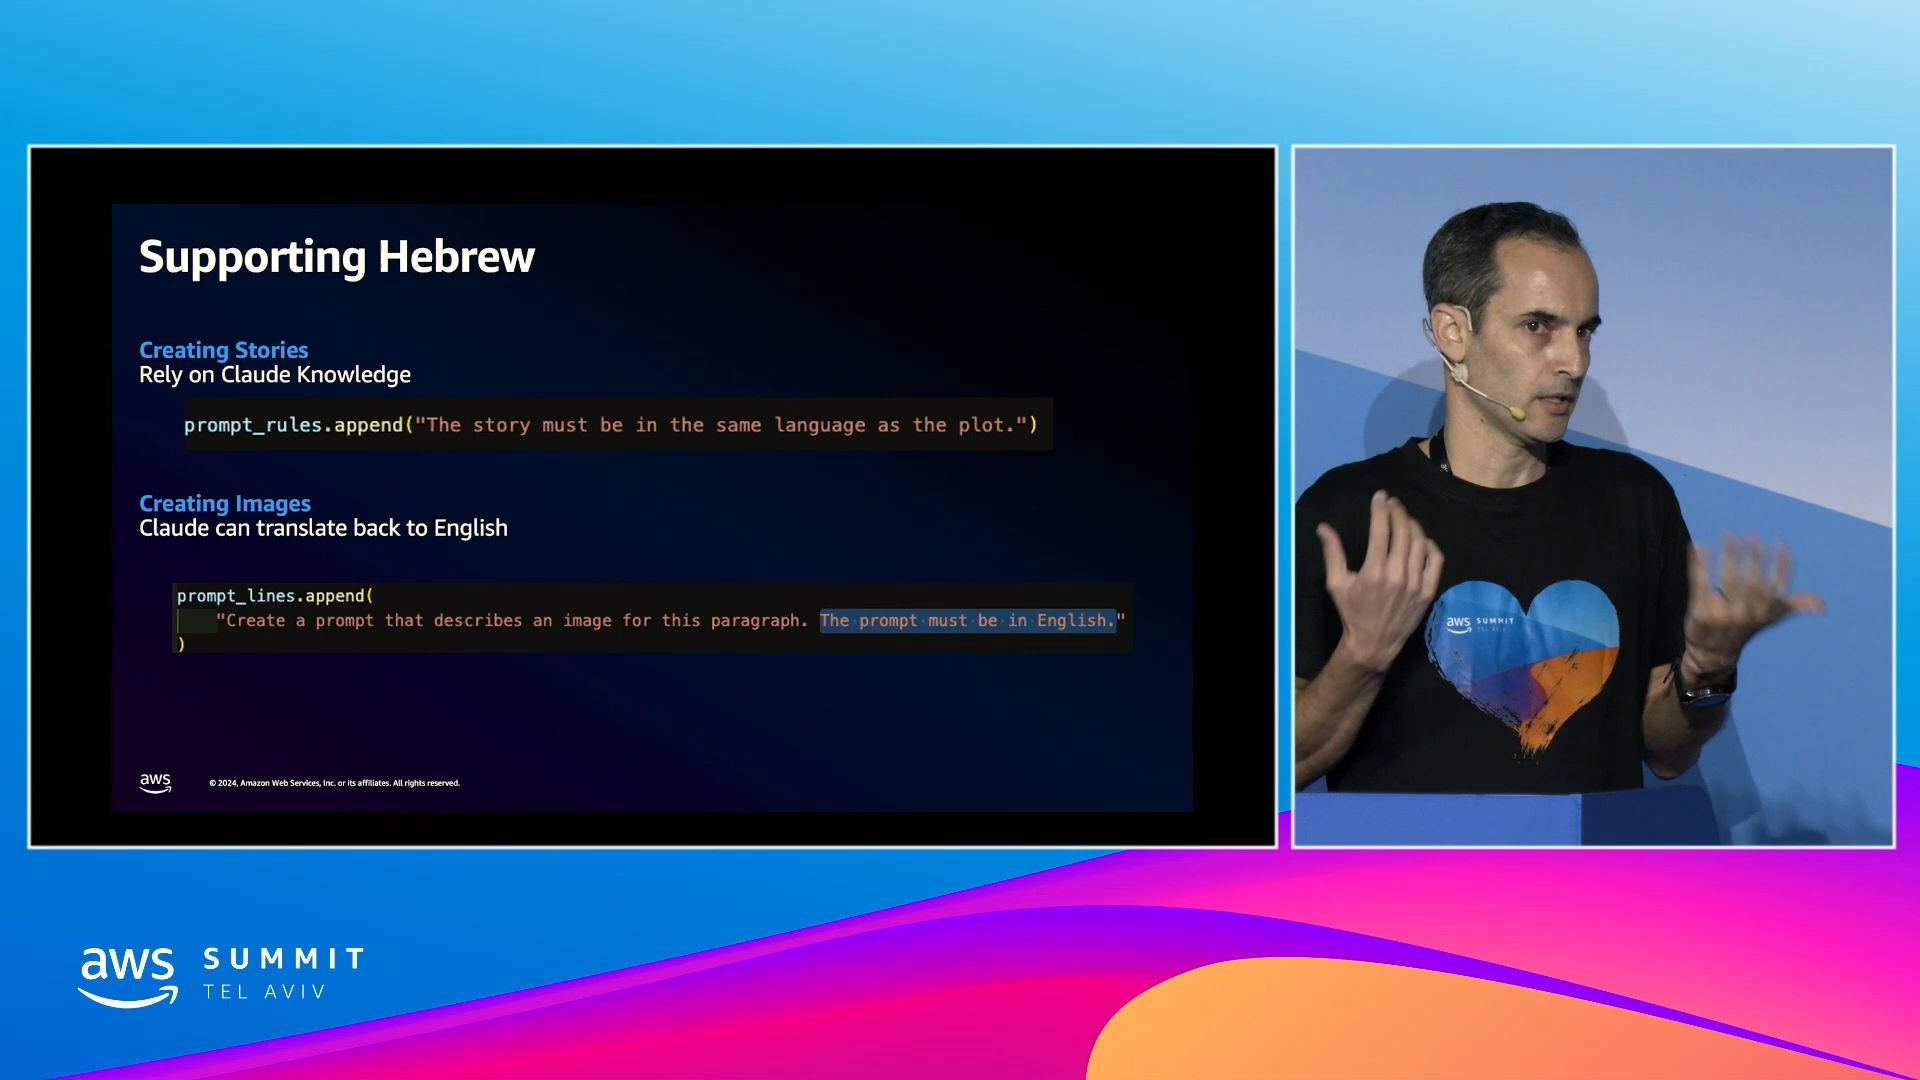 Supporting Hebrew
Creating Stories
Rely on Claude Knowledge
prompt_rules.append("The story must be in the same language as the plot.")
Creating Images
Claude can translate back to English
prompt_lines.append(
"Create a prompt that describes an image for this paragraph. The prompt must be in English."
)
aws
© 2024, Amazon Web Services, Inc. or its affiliates. All rights reserved.
aws SUMMIT
aws SUMMIT
TEL AVIV